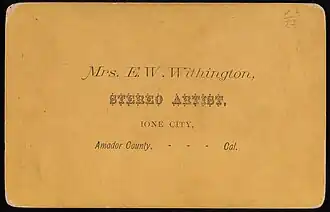 Mrs. E. W. Withington,
STEREO ARTIST,
IONE CITY,
Amador County, - - - Cal.